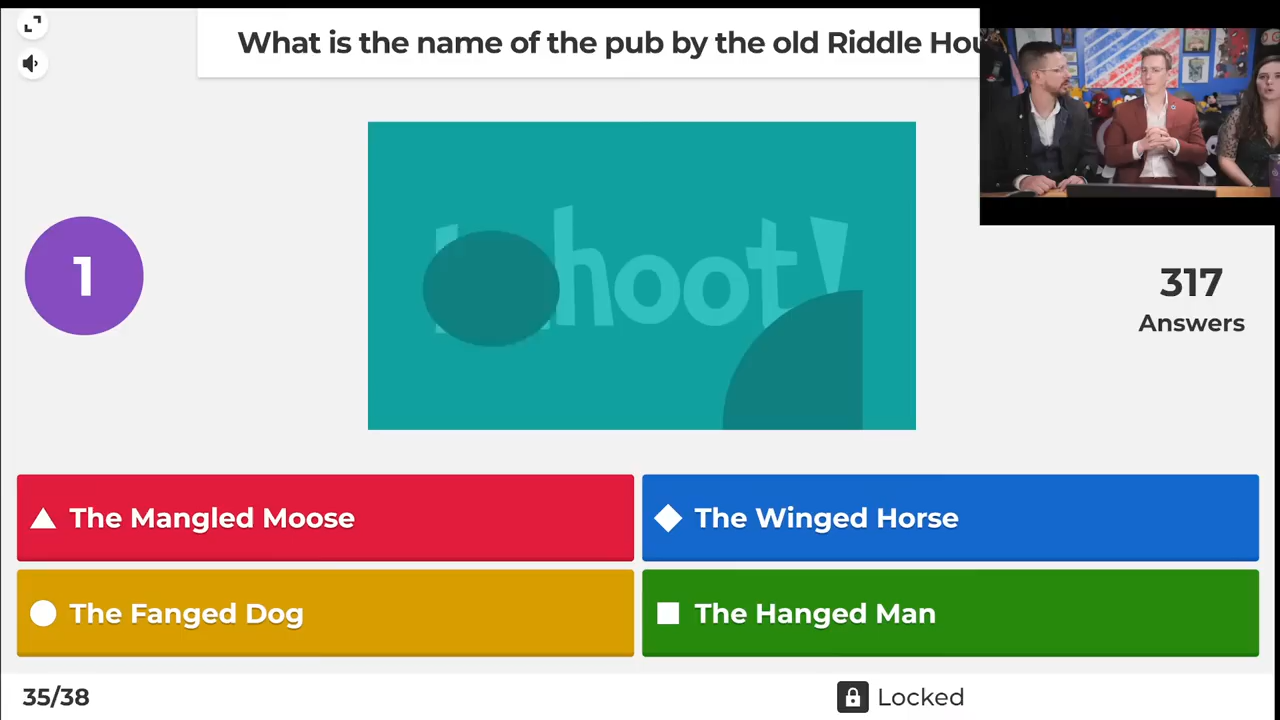 What is the name of the pub by the old Riddle Hou
1
hoot!
317
Answers
The Mangled Moose
The Winged Horse
The Fanged Dog
The Hanged Man
35/38
Locked